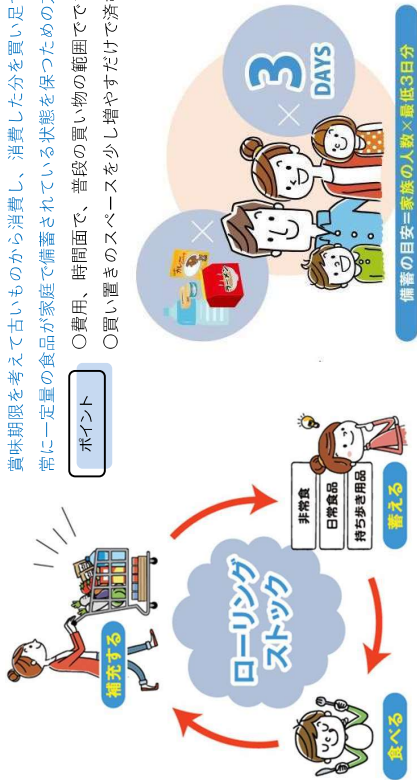 賞味期限を考えて古いものから消費し、消費した分を買い足
常に一定量の食品が家庭で備蓄されている状態を保つための
ポイント
○費用、時間面で、普段の買い物の範囲でで
○買い置きのスペースを少し増やすだけで済
補充する
ローリング
ストック
非常食
日常食品
持ち歩き用品
蓄える
食べる
×
×
3
DAYS
備蓄の目安=家族の人数×最低3日分